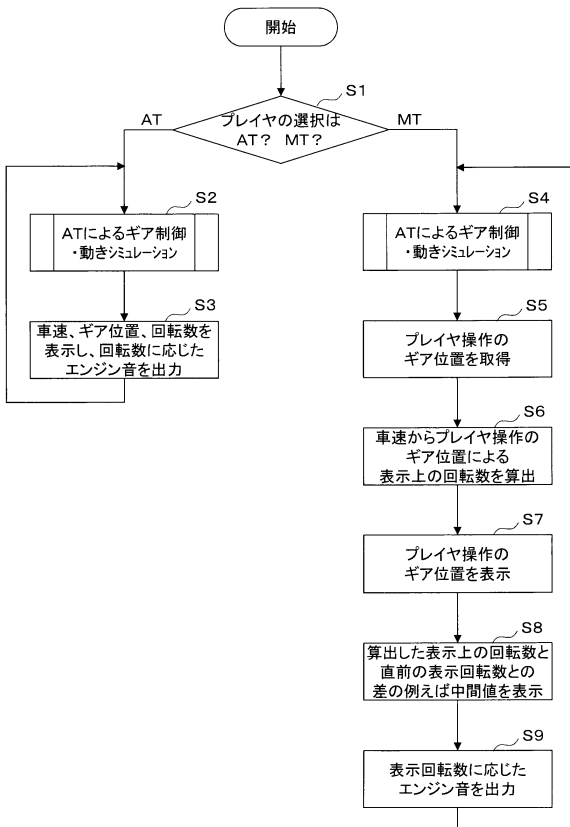 開始
S1
プレイヤの選択は
AT? MT?
AT
MT
S2
ATによるギア制御
・動きシミュレーション
S3
車速、ギア位置、回転数を
表示し、回転数に応じた
エンジン音を出力
S4
ATによるギア制御
・動きシミュレーション
S5
プレイヤ操作の
ギア位置を取得
S6
車速からプレイヤ操作の
ギア位置による
表示上の回転数を算出
S7
プレイヤ操作の
ギア位置を表示
S8
算出した表示上の回転数と
直前の表示回転数との
差の例えば中間値を表示
S9
表示回転数に応じた
エンジン音を出力